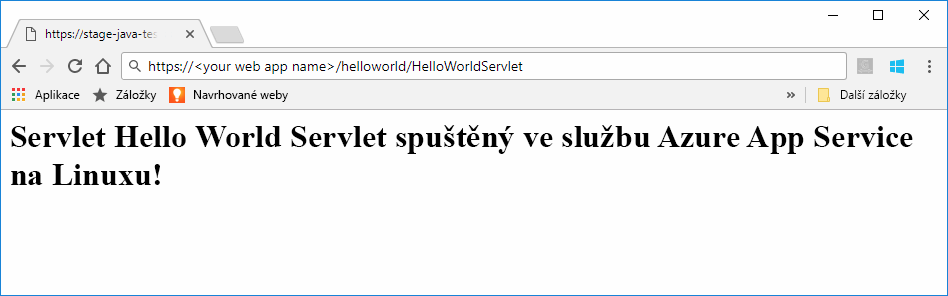 https://stage-java-tes
https://<your web app name>/helloworld/HelloWorldServlet
Aplikace Záložky Navrhované weby » Další záložky
Servlet Hello World Servlet spuštěný ve službu Azure App Service
na Linuxu!